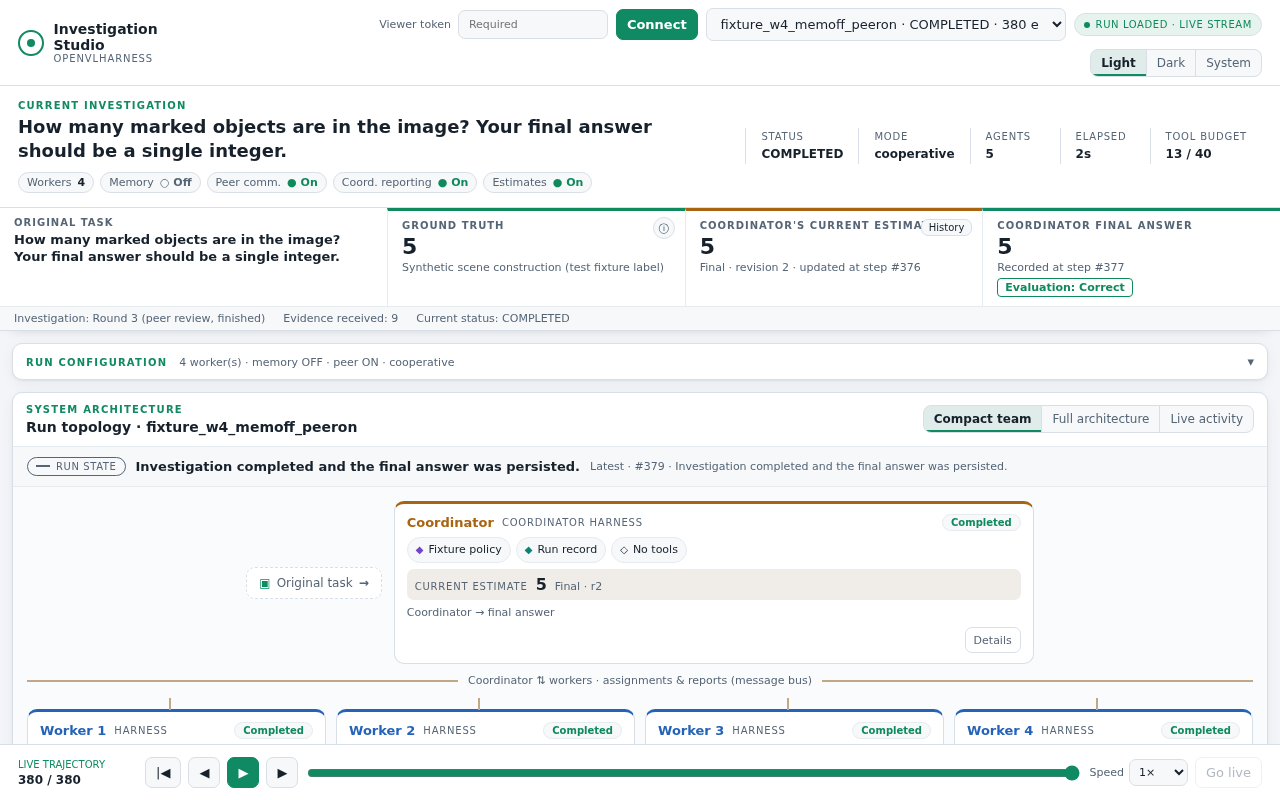 Investigation Studio
OPENVLHARNESS
Viewer token
Required
Connect
fixture_w4_memoff_peeron · COMPLETED · 380 e
● RUN LOADED · LIVE STREAM
Light
Dark
System
CURRENT INVESTIGATION
How many marked objects are in the image? Your final answer
should be a single integer.
Workers 4
Memory ○ Off
Peer comm. ● On
Coord. reporting ● On
Estimates ● On
STATUS
COMPLETED
MODE
cooperative
AGENTS
5
ELAPSED
2s
TOOL BUDGET
13 / 40
ORIGINAL TASK
How many marked objects are in the image?
Your final answer should be a single integer.
GROUND TRUTH
ⓘ
5
Synthetic scene construction (test fixture label)
COORDINATOR'S CURRENT ESTIMA
History
5
Final · revision 2 · updated at step #376
COORDINATOR FINAL ANSWER
5
Recorded at step #377
Evaluation: Correct
Investigation: Round 3 (peer review, finished)
Evidence received: 9
Current status: COMPLETED
RUN CONFIGURATION
4 worker(s) · memory OFF · peer ON · cooperative
▾
SYSTEM ARCHITECTURE
Run topology · fixture_w4_memoff_peeron
Compact team
Full architecture
Live activity
RUN STATE
Investigation completed and the final answer was persisted.
Latest · #379 · Investigation completed and the final answer was persisted.
Coordinator COORDINATOR HARNESS
Completed
◆ Fixture policy
◆ Run record
◇ No tools
▣ Original task →
CURRENT ESTIMATE 5 Final · r2
Coordinator → final answer
Details
Coordinator ⇅ workers · assignments & reports (message bus)
Worker 1 HARNESS
Completed
Worker 2 HARNESS
Completed
Worker 3 HARNESS
Completed
Worker 4 HARNESS
Completed
LIVE TRAJECTORY
380 / 380
|◀
◀
▶
▶
Speed
1×
Go live